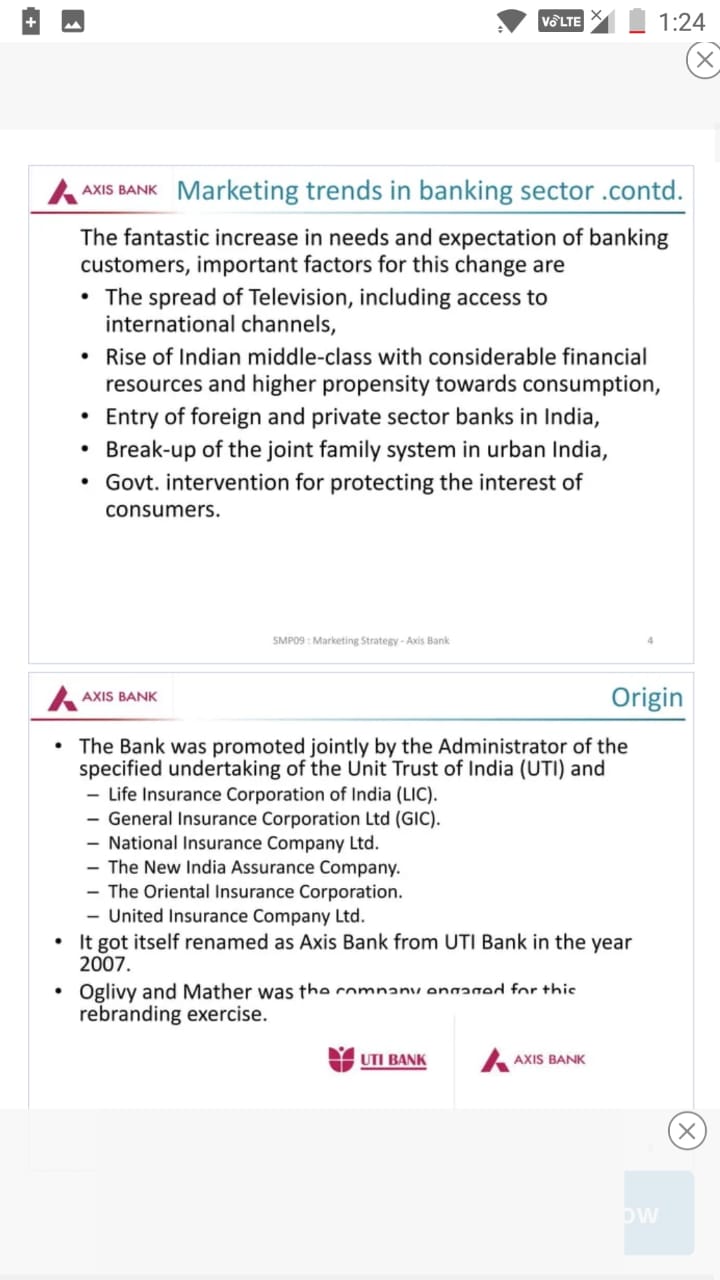 VoLTE 1:24
AXIS BANK Marketing trends in banking sector .contd.
The fantastic increase in needs and expectation of banking
customers, important factors for this change are
• The spread of Television, including access to
international channels,
• Rise of Indian middle-class with considerable financial
resources and higher propensity towards consumption,
• Entry of foreign and private sector banks in India,
• Break-up of the joint family system in urban India,
• Govt. intervention for protecting the interest of
consumers.
SMP09 : Marketing Strategy - Axis Bank 4
AXIS BANK Origin
• The Bank was promoted jointly by the Administrator of the
specified undertaking of the Unit Trust of India (UTI) and
– Life Insurance Corporation of India (LIC).
– General Insurance Corporation Ltd (GIC).
– National Insurance Company Ltd.
– The New India Assurance Company.
– The Oriental Insurance Corporation.
– United Insurance Company Ltd.
• It got itself renamed as Axis Bank from UTI Bank in the year
2007.
• Oglivy and Mather was the company engaged for this
rebranding exercise.
UTI BANK AXIS BANK